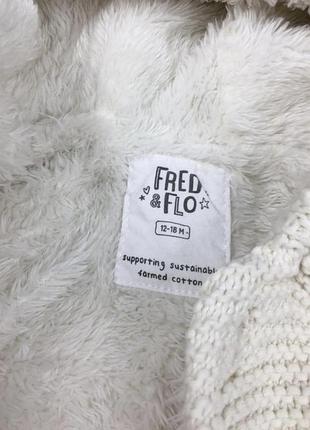 FRED
& FLO
12-18 M
supporting sustainable
farmed cotton